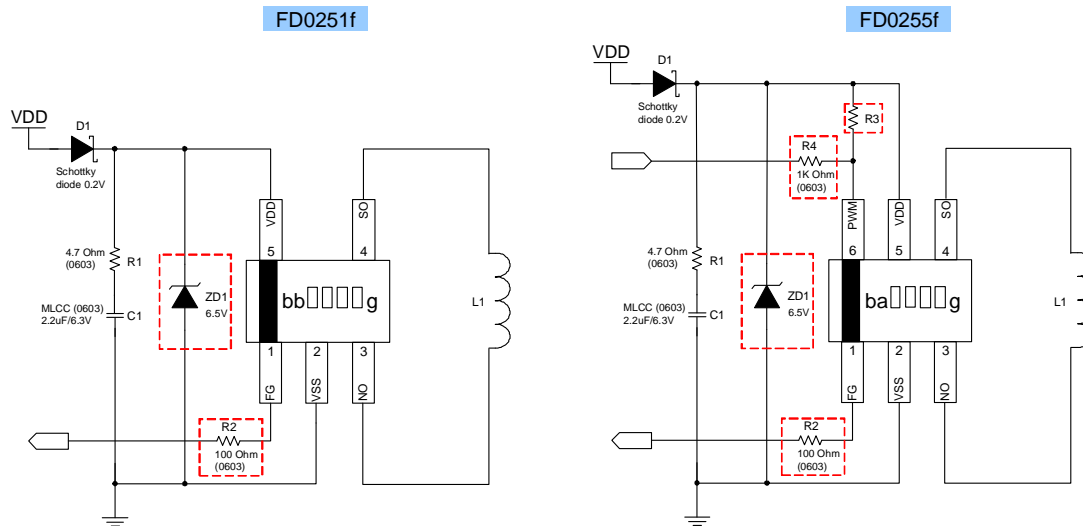 FD0251f
VDD
D1
Schottky
diode 0.2V
4.7 Ohm
(0603)
R1
MLCC (0603)
2.2uF/6.3V
C1
ZD1
6.5V
VDD
SO
5
4
bb□□□□g
1
2
3
FG
VSS
NO
R2
100 Ohm
(0603)
L1
FD0255f
VDD
D1
Schottky
diode 0.2V
R3
R4
1K Ohm
(0603)
4.7 Ohm
(0603)
R1
MLCC (0603)
2.2uF/6.3V
C1
ZD1
6.5V
PWM
VDD
SO
6
5
4
ba□□□□g
1
2
3
FG
VSS
NO
R2
100 Ohm
(0603)
L1